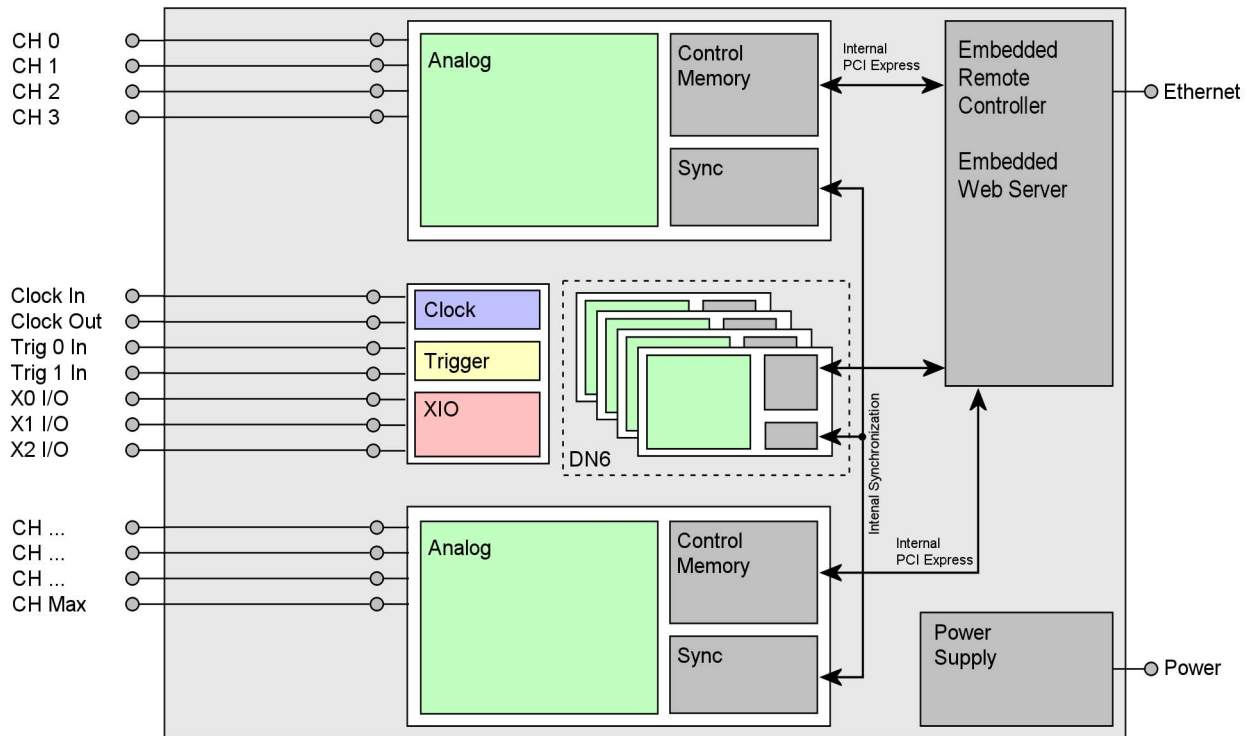 CH 0
CH 1
CH 2
CH 3
Analog
Control
Memory
Sync
Internal
PCI Express
Embedded
Remote
Controller
Embedded
Web Server
Ethernet
Clock In
Clock Out
Trig 0 In
Trig 1 In
X0 I/O
X1 I/O
X2 I/O
Clock
Trigger
XIO
DN6
Intenal Synchronization
CH ...
CH ...
CH ...
CH Max
Analog
Control
Memory
Sync
Internal
PCI Express
Power
Supply
Power